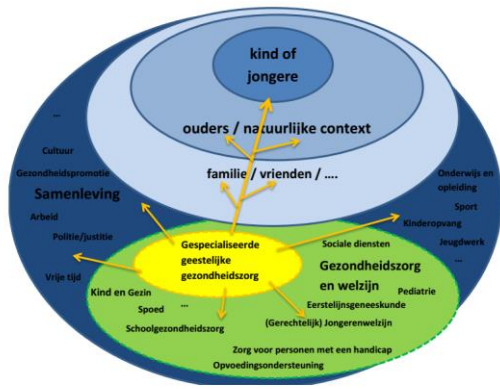 kind of
jongere
ouders / natuurlijke context
familie / vrienden / ....
...
Cultuur
Gezondheidspromotie
Samenleving
Arbeid
Politie/justitie
Vrije tijd
Onderwijs en
opleiding
Sport
Kinderopvang
Jeugdwerk
...
Gespecialiseerde
geestelijke
gezondheidszorg
Sociale diensten
Gezondheidszorg
en welzijn
Pediatrie
Eerstelijnsgeneeskunde
Kind en Gezin
...
Spoed
Schoolgezondheidszorg
(Gerechtelijk) Jongerenwelzijn
Zorg voor personen met een handicap
Opvoedingsondersteuning